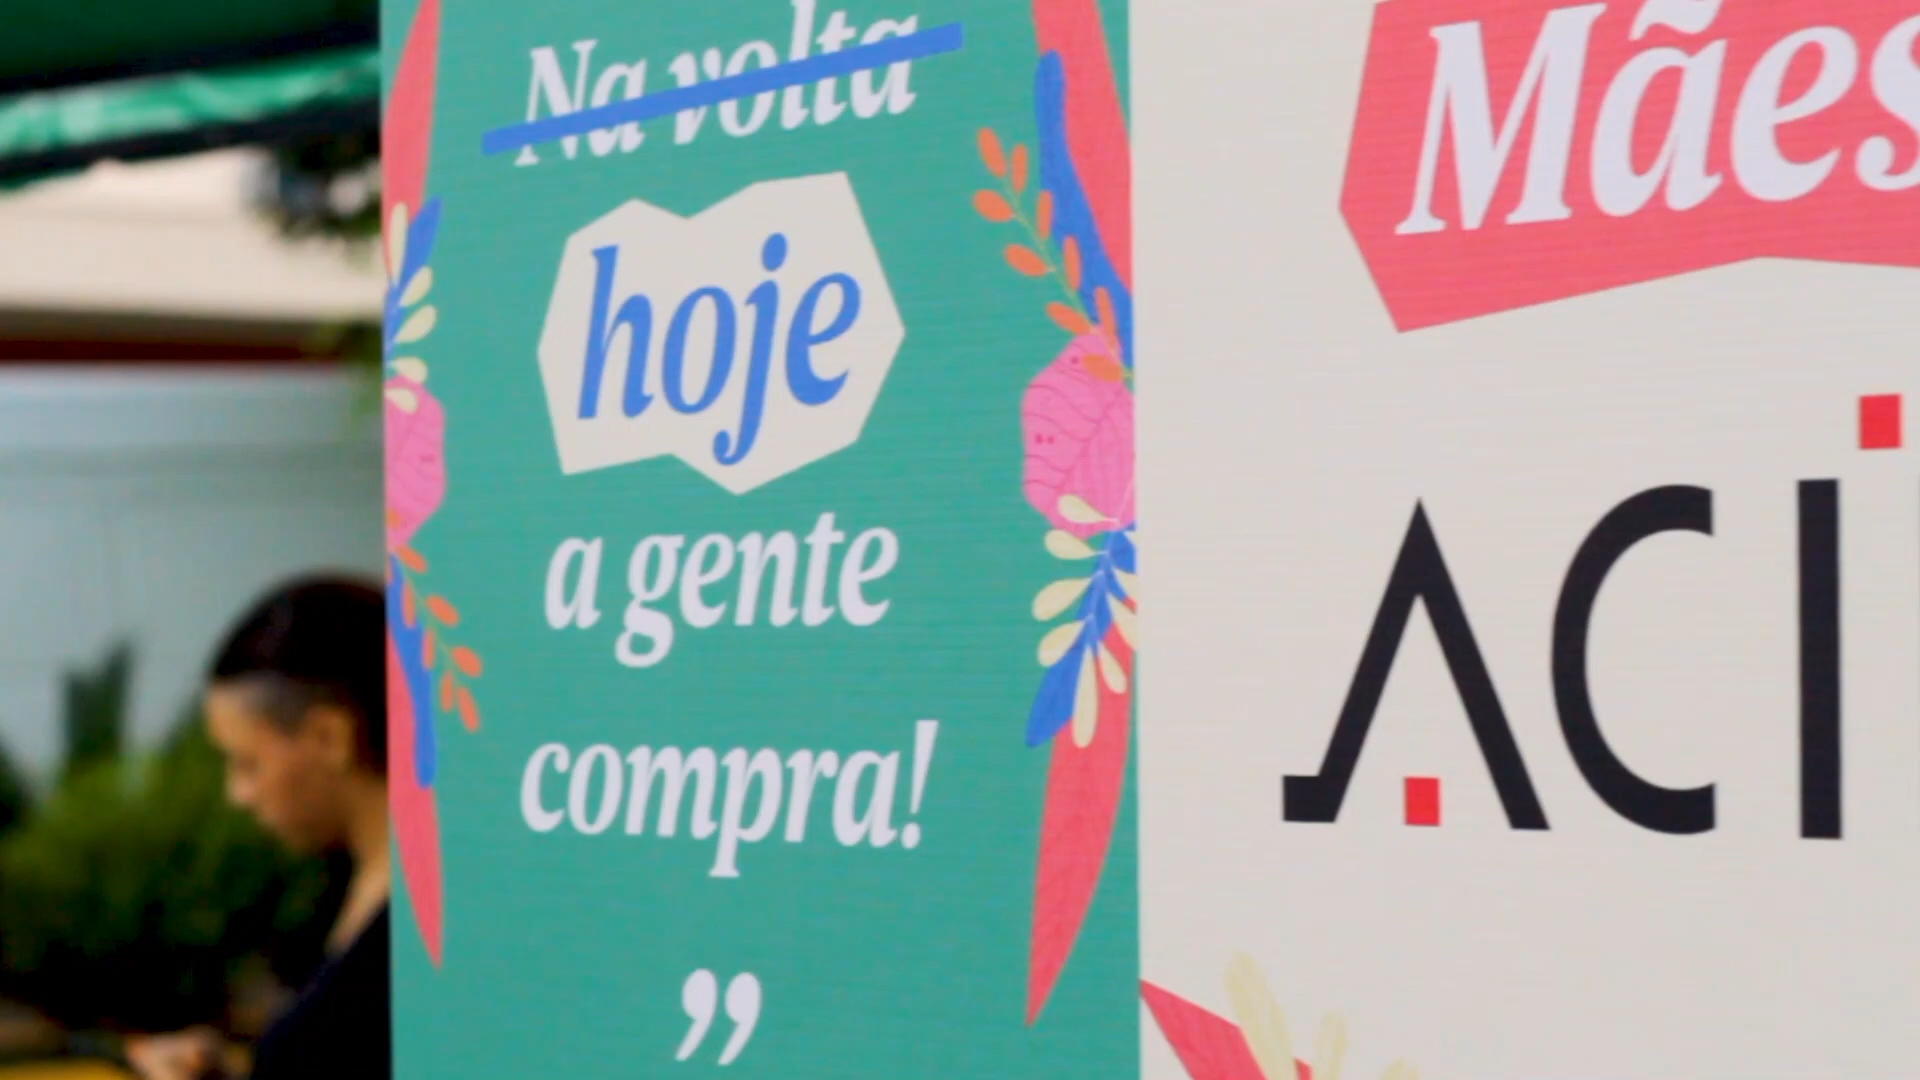 Na volta
hoje
a gente
compra!
”
Mães
ACI